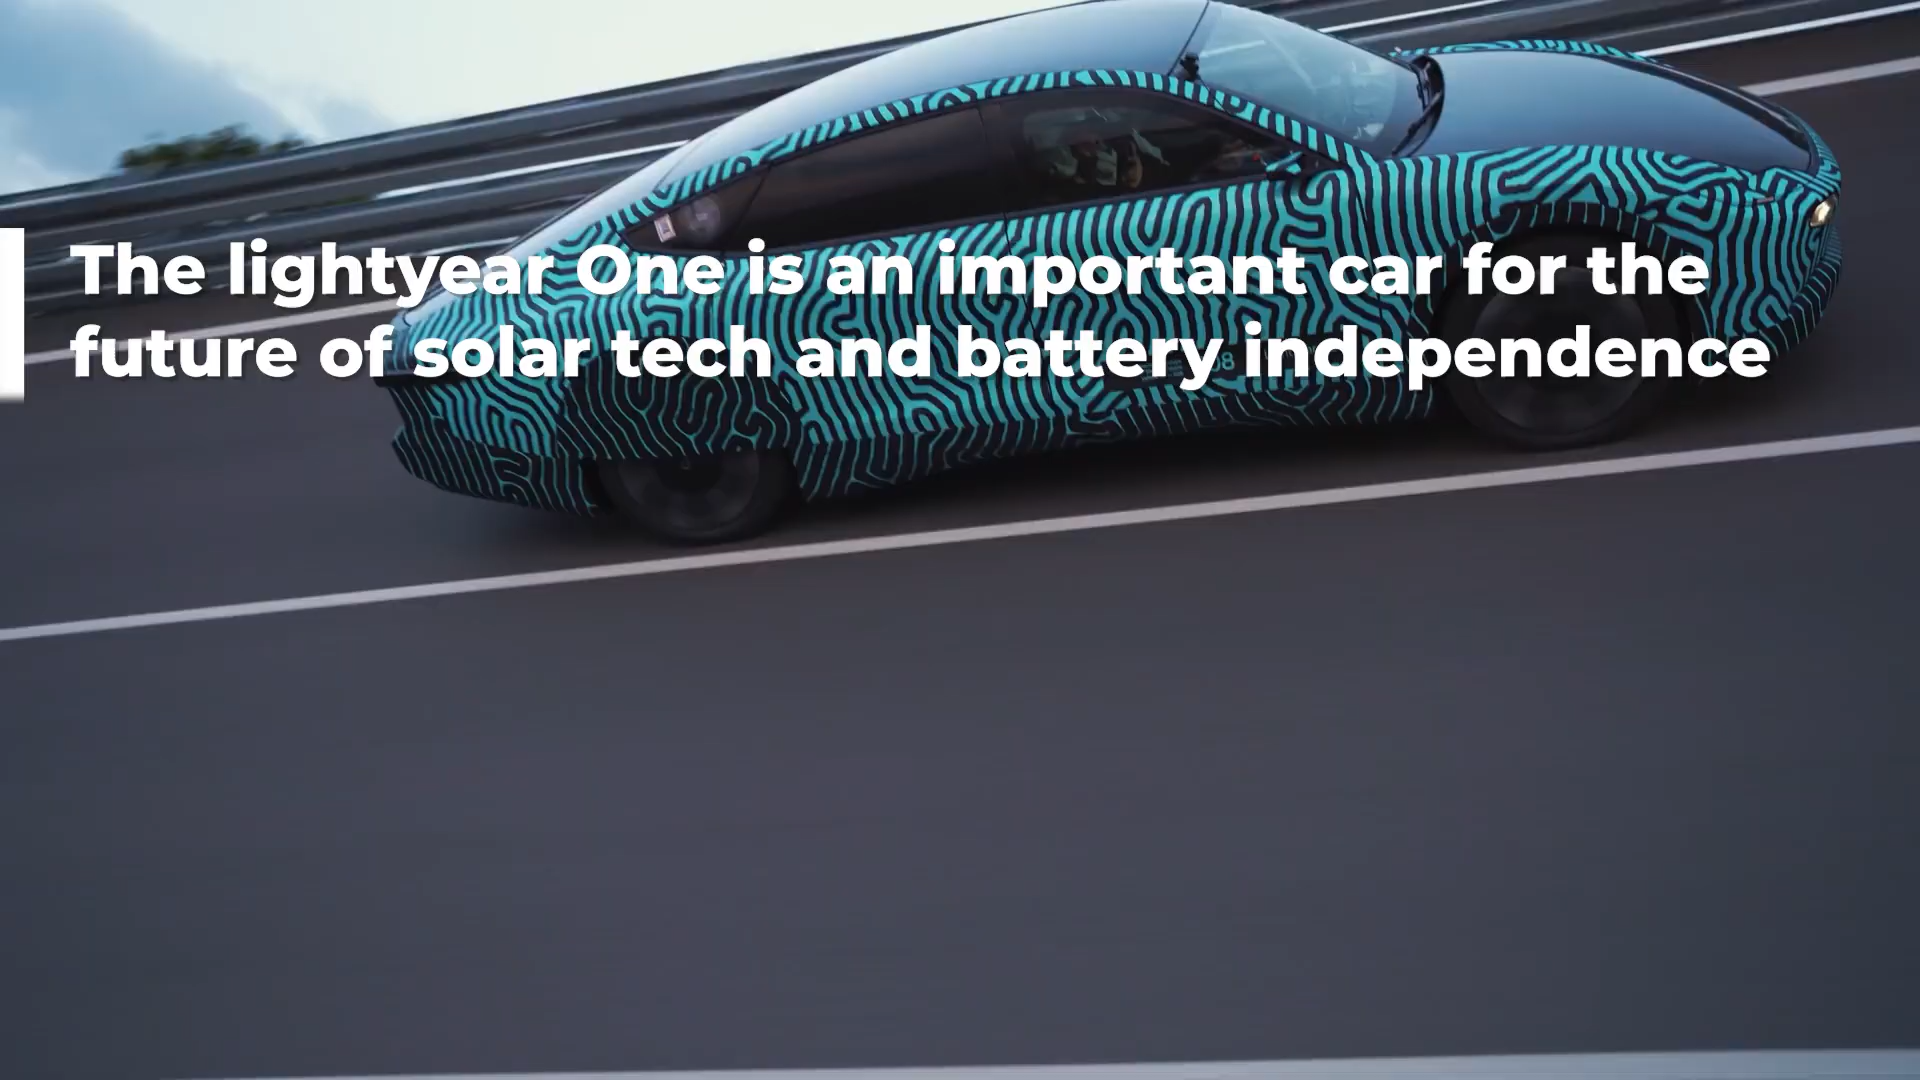 The lightyear One is an important car for the
future of solar tech and battery independence